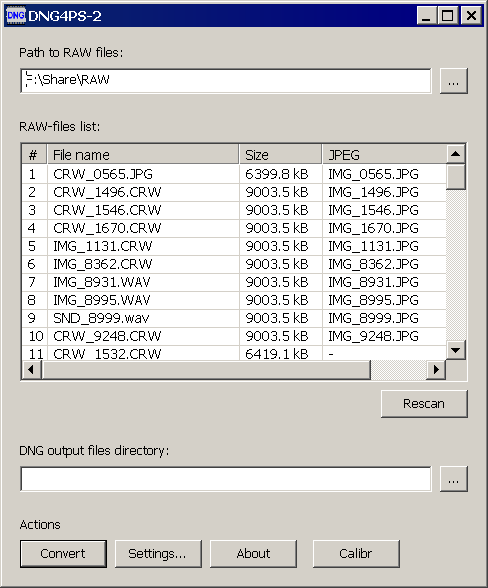 DNG DNG4PS-2
Path to RAW files:
:\Share\RAW
...
RAW-files list:
# File name Size JPEG
1 CRW_0565.JPG 6399.8 kB IMG_0565.JPG
2 CRW_1496.CRW 9003.5 kB IMG_1496.JPG
3 CRW_1546.CRW 9003.5 kB IMG_1546.JPG
4 CRW_1670.CRW 9003.5 kB IMG_1670.JPG
5 IMG_1131.CRW 9003.5 kB IMG_1131.JPG
6 IMG_8362.CRW 9003.5 kB IMG_8362.JPG
7 IMG_8931.WAV 9003.5 kB IMG_8931.JPG
8 IMG_8995.WAV 9003.5 kB IMG_8995.JPG
9 SND_8999.wav 9003.5 kB IMG_8999.JPG
10 CRW_9248.CRW 9003.5 kB IMG_9248.JPG
11 CRW_1532.CRW 6419.1 kB -
Rescan
DNG output files directory:
...
Actions
Convert Settings... About Calibr